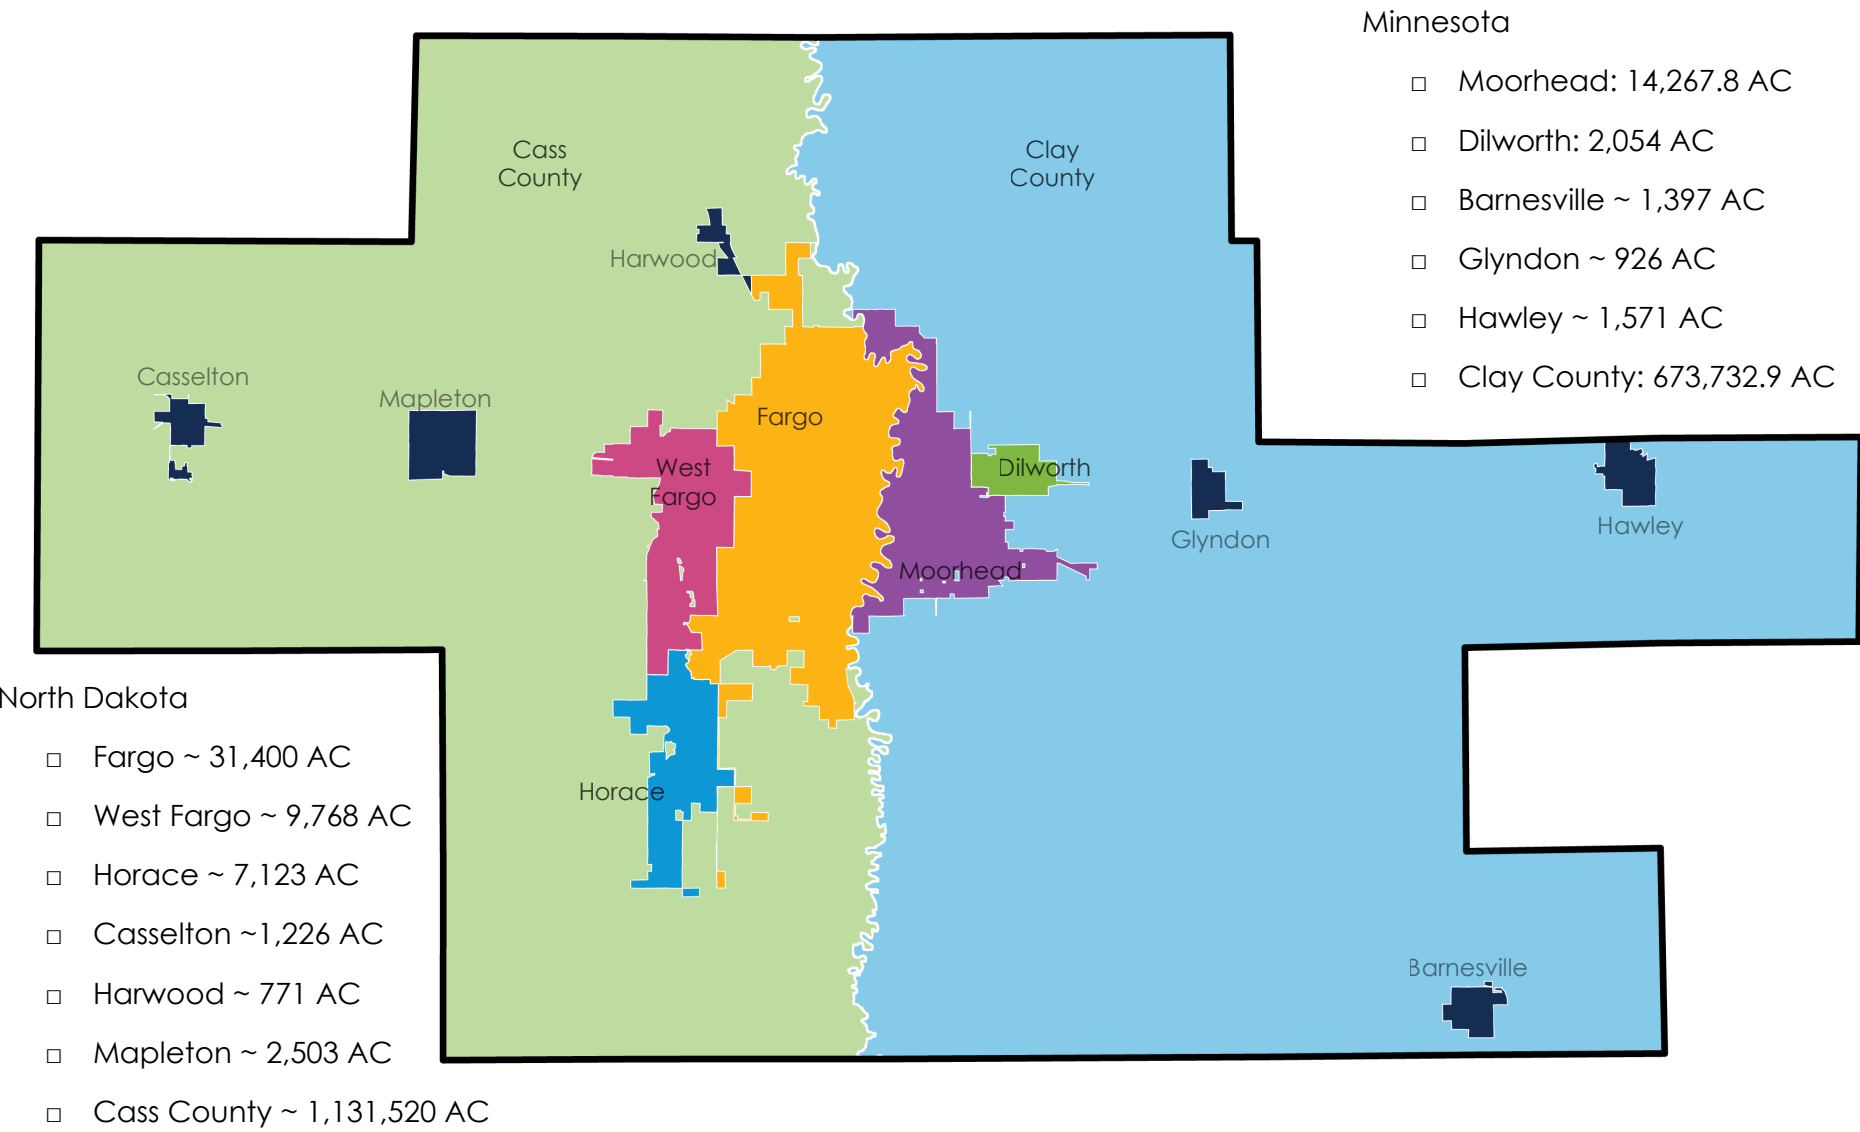 Minnesota
□ Moorhead: 14,267.8 AC
□ Dilworth: 2,054 AC
□ Barnesville ~ 1,397 AC
□ Glyndon ~ 926 AC
□ Hawley ~ 1,571 AC
□ Clay County: 673,732.9 AC
Cass
County
Clay
County
Harwood
Casselton
Mapleton
Fargo
West
Fargo
Dilworth
Glyndon
Hawley
Moorhead
Horace
Barnesville
North Dakota
□ Fargo ~ 31,400 AC
□ West Fargo ~ 9,768 AC
□ Horace ~ 7,123 AC
□ Casselton ~1,226 AC
□ Harwood ~ 771 AC
□ Mapleton ~ 2,503 AC
□ Cass County ~ 1,131,520 AC